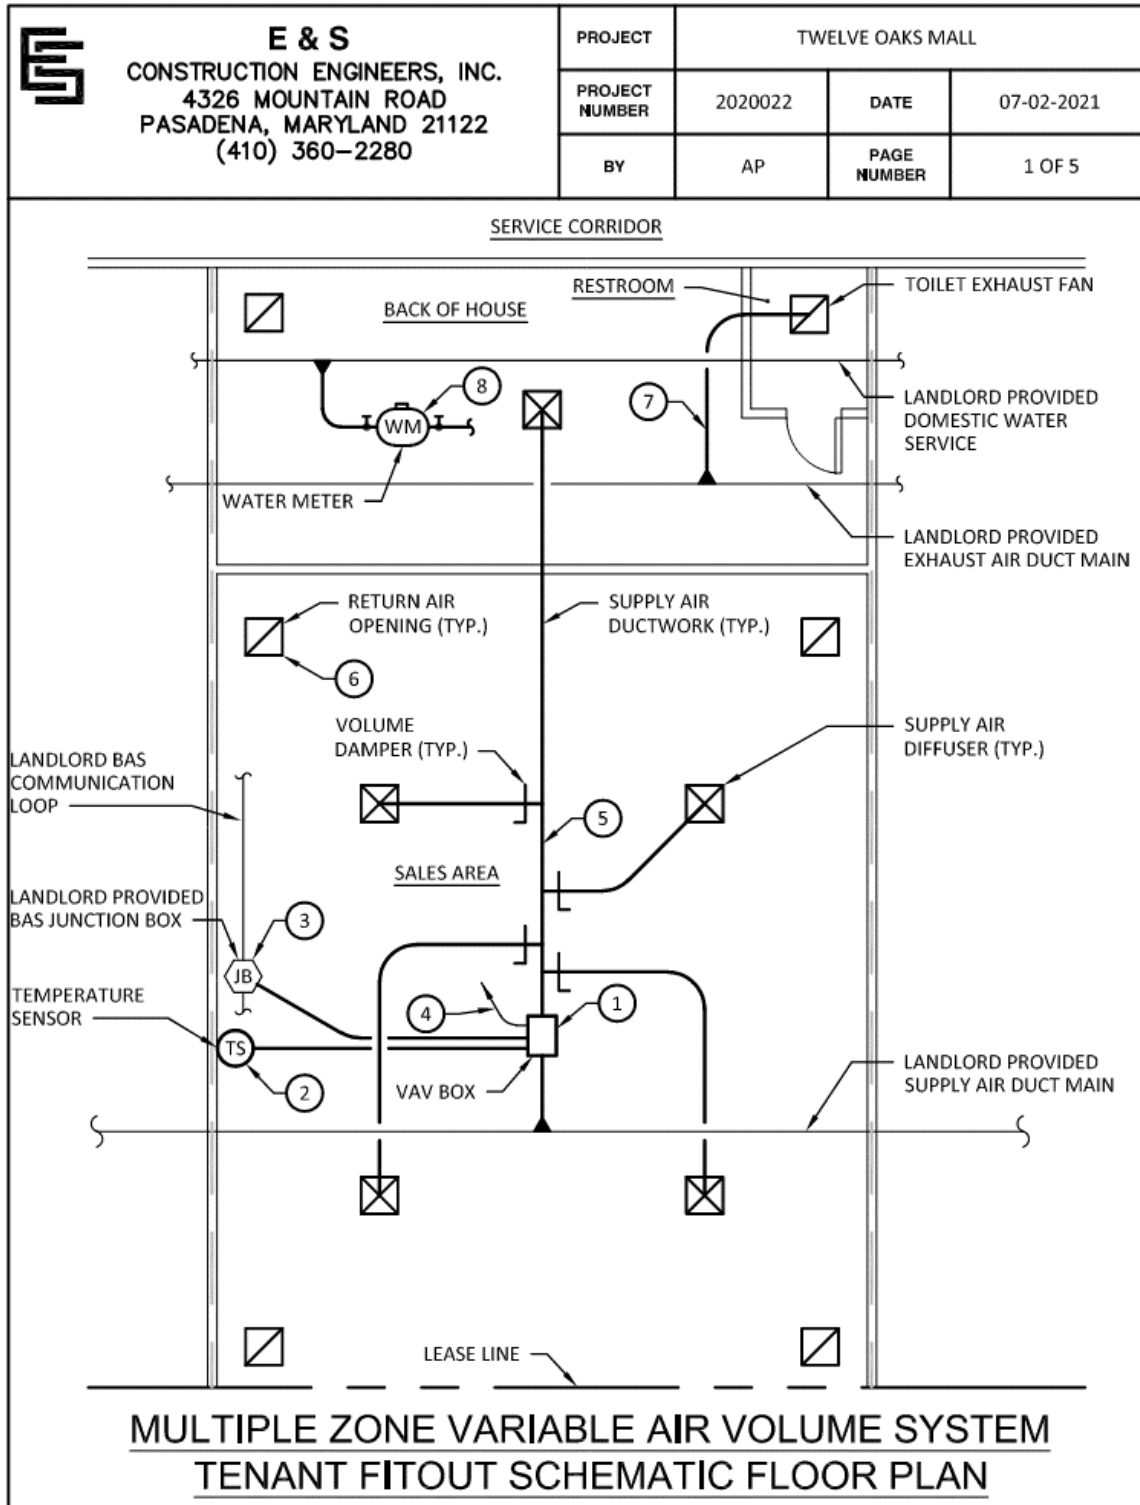 E & S
CONSTRUCTION ENGINEERS, INC.
4326 MOUNTAIN ROAD
PASADENA, MARYLAND 21122
(410) 360-2280
PROJECT
TWELVE OAKS MALL
PROJECT
NUMBER
2020022
DATE
07-02-2021
BY
AP
PAGE
NUMBER
1 OF 5
SERVICE CORRIDOR
RESTROOM
TOILET EXHAUST FAN
BACK OF HOUSE
8
7
LANDLORD PROVIDED
DOMESTIC WATER
SERVICE
WM
WATER METER
LANDLORD PROVIDED
EXHAUST AIR DUCT MAIN
RETURN AIR
OPENING (TYP.)
SUPPLY AIR
DUCTWORK (TYP.)
6
VOLUME
DAMPER (TYP.)
SUPPLY AIR
DIFFUSER (TYP.)
LANDLORD BAS
COMMUNICATION
LOOP
5
SALES AREA
LANDLORD PROVIDED
BAS JUNCTION BOX
3
JB
TEMPERATURE
SENSOR
4
1
TS
2
VAV BOX
LANDLORD PROVIDED
SUPPLY AIR DUCT MAIN
LEASE LINE
MULTIPLE ZONE VARIABLE AIR VOLUME SYSTEM
TENANT FITOUT SCHEMATIC FLOOR PLAN